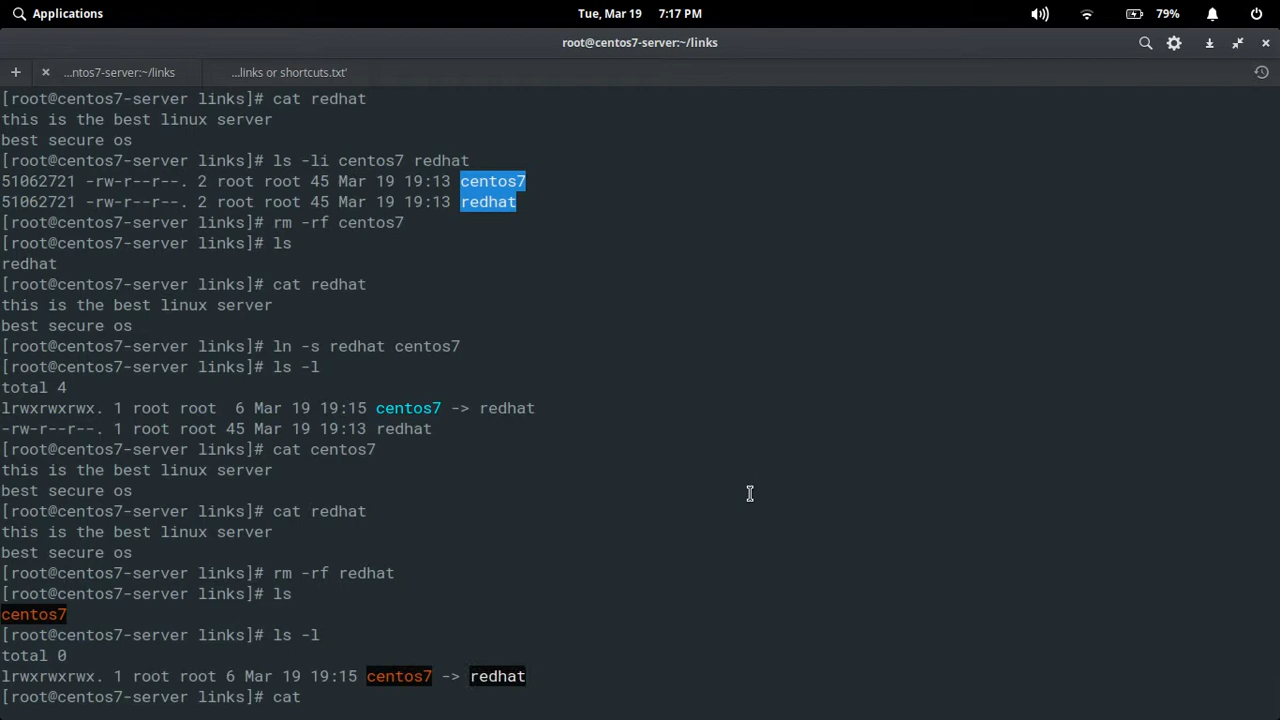 Applications
Tue, Mar 19 7:17 PM
79%
root@centos7-server:~/links
...ntos7-server:~/links
...links or shortcuts.txt'
[root@centos7-server links]# cat redhat
this is the best linux server
best secure os
[root@centos7-server links]# ls -li centos7 redhat
51062721 -rw-r--r--. 2 root root 45 Mar 19 19:13 centos7
51062721 -rw-r--r--. 2 root root 45 Mar 19 19:13 redhat
[root@centos7-server links]# rm -rf centos7
[root@centos7-server links]# ls
redhat
[root@centos7-server links]# cat redhat
this is the best linux server
best secure os
[root@centos7-server links]# ln -s redhat centos7
[root@centos7-server links]# ls -l
total 4
lrwxrwxrwx. 1 root root  6 Mar 19 19:15 centos7 -> redhat
-rw-r--r--. 1 root root 45 Mar 19 19:13 redhat
[root@centos7-server links]# cat centos7
this is the best linux server
best secure os
[root@centos7-server links]# cat redhat
this is the best linux server
best secure os
[root@centos7-server links]# rm -rf redhat
[root@centos7-server links]# ls
centos7
[root@centos7-server links]# ls -l
total 0
lrwxrwxrwx. 1 root root 6 Mar 19 19:15 centos7 -> redhat
[root@centos7-server links]# cat